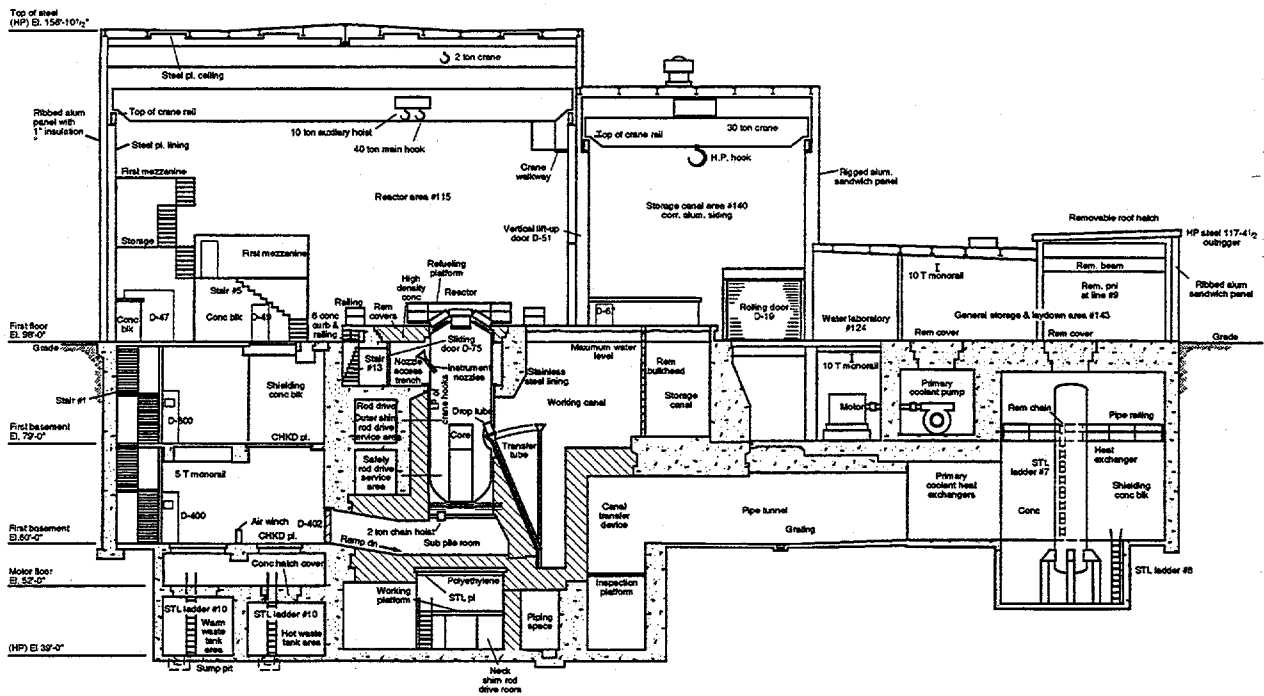 Top of steel
(HP) El. 156'-10 1/2"
2 ton crane
Steel pl. ceiling
Ribbed alum
panel with
1" insulation
Top of crane rail
10 ton auxilary hoist
40 ton main hook
Steel pl. lining
Crane
walkway
Top of crane rail
30 ton crane
H.P. hook
Rigged alum.
sandwich panel
First mezzanine
Reactor area #115
Storage canal area #140
corr. alum. siding
Removable roof hatch
Vertical lift-up
door D-51
HP steel 117-4 1/2
outrigger
Storage
First mezzanine
Refueling
platform
High
density
conc
Reactor
10 T monorail
Rem. beam
Ribbed alum
sandwich panel
Stair #5
Railing
Rem
covers
Rem. pnl
at line #9
Conc
blk
D-47
Conc blk
D-49
6 conc
curb &
railing
D-67
Rolling door
D-19
Water laboratory
#124
General storage & laydown area #143
First floor
El. 98'-0"
Rem cover
Rem cover
Grade
Grade
Sliding
door D-75
Maximum water
level
Stair
#13
Nozzle
access
trench
Instrument
nozzles
Stainless
steel lining
Rem
bulkhead
10 T monorail
Primary
coolant pump
Shielding
conc blk
Storage
canal
Working canal
Stair #1
Rod drive
Outer shim
rod drive
service area
crane hooks
Drop tube
Motor
Rem chain
Pipe railing
D-500
First basement
El. 79'-0"
CHKD pl.
Core
Transfer
tube
Safety
rod drive
service
area
STL
ladder #7
Heat
exchanger
5 T monorail
Primary
coolant heat
exchangers
Shielding
conc blk
D-400
Air winch
D-402
Canal
transfer
device
Pipe tunnel
Conc
First basement
El.60'-0"
CHKD pl.
2 ton chain hoist
Grating
Ramp dn
Sub pile room
Conc hatch cover
Motor floor
El. 52'-0"
Polyethylene
STL pl
Inspection
platform
STL ladder #6
Working
platform
STL ladder #10
STL ladder #10
Warm
waste
tank
area
Hot waste
tank area
Piping
space
(HP) El 39'-0"
Sump pit
Neck
shim rod
drive room